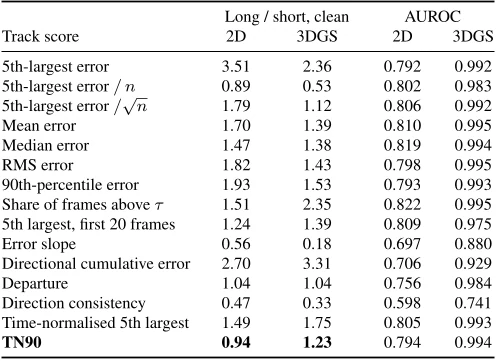 Long / short, clean AUROC
Track score 2D 3DGS 2D 3DGS
5th-largest error 3.51 2.36 0.792 0.992
5th-largest error / n 0.89 0.53 0.802 0.983
5th-largest error /√n 1.79 1.12 0.806 0.992
Mean error 1.70 1.39 0.810 0.995
Median error 1.47 1.38 0.819 0.994
RMS error 1.82 1.43 0.798 0.995
90th-percentile error 1.93 1.53 0.793 0.993
Share of frames above τ 1.51 2.35 0.822 0.995
5th largest, first 20 frames 1.24 1.39 0.809 0.975
Error slope 0.56 0.18 0.697 0.880
Directional cumulative error 2.70 3.31 0.706 0.929
Departure 1.04 1.04 0.756 0.984
Direction consistency 0.47 0.33 0.598 0.741
Time-normalised 5th largest 1.49 1.75 0.805 0.993
TN90 0.94 1.23 0.794 0.994